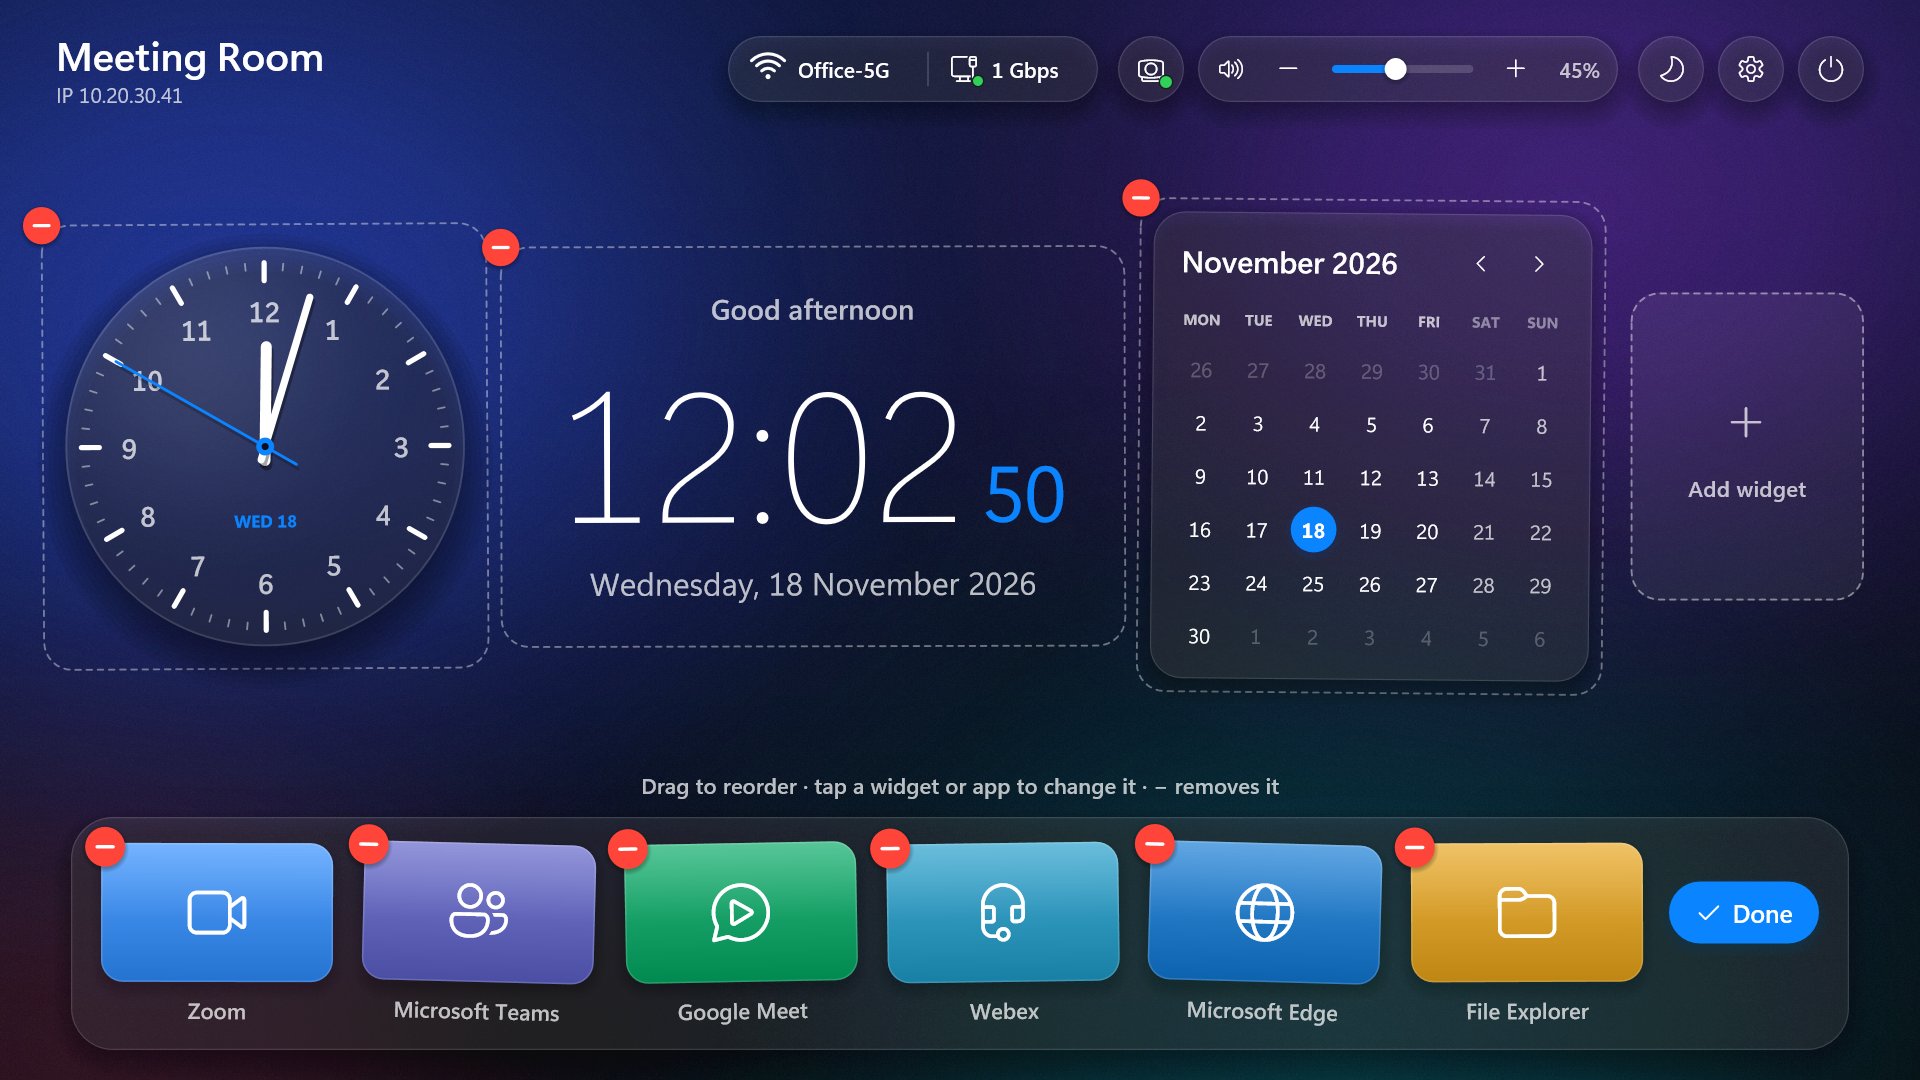 Meeting Room
IP 10.20.30.41
Office-5G
1 Gbps
45%
12
1
2
3
4
5
6
7
8
9
10
11
WED 18
Good afternoon
12:02 50
Wednesday, 18 November 2026
November 2026
MON TUE WED THU FRI SAT SUN
26 27 28 29 30 31 1
2 3 4 5 6 7 8
9 10 11 12 13 14 15
16 17 18 19 20 21 22
23 24 25 26 27 28 29
30 1 2 3 4 5 6
Add widget
Drag to reorder · tap a widget or app to change it · – removes it
Zoom
Microsoft Teams
Google Meet
Webex
Microsoft Edge
File Explorer
Done